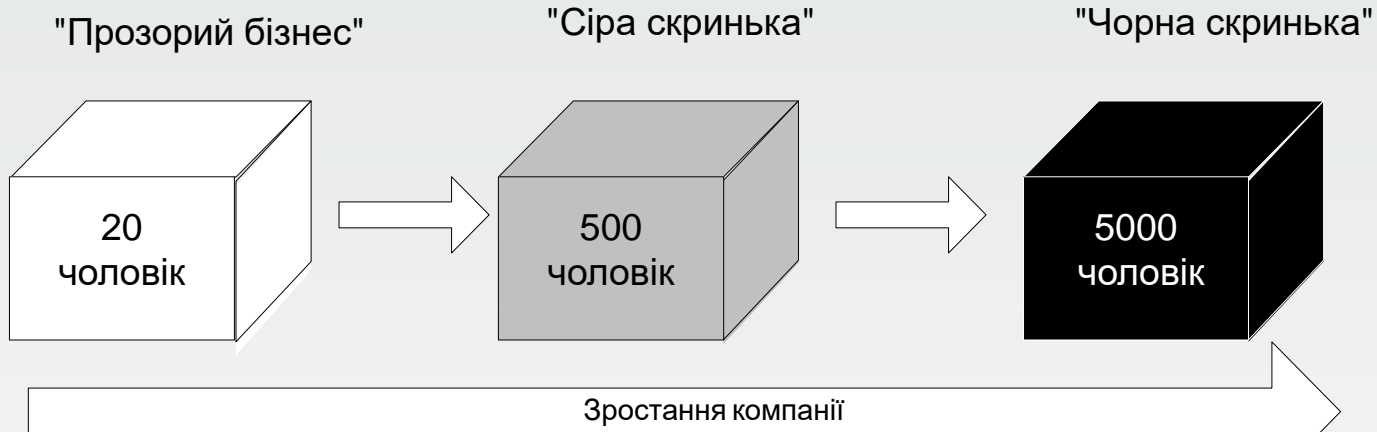 "Прозорий бізнес"
"Сіра скринька"
"Чорна скринька"
20
чоловік
500
чоловік
5000
чоловік
Зростання компанії